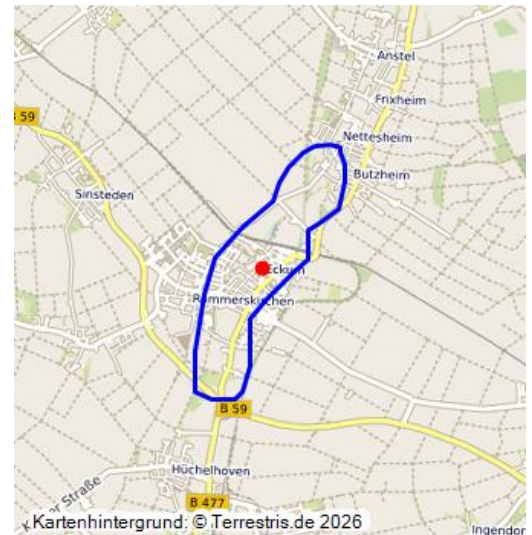 Anstel
Frixheim
B 59
Nettesheim
Butzheim
Sinsteden
Eckum
Rommerskirchen
B 59
Hüchelhoven
B 477
Straße
Ingendor
Kartenhintergrund: © Terrestris.de 2026